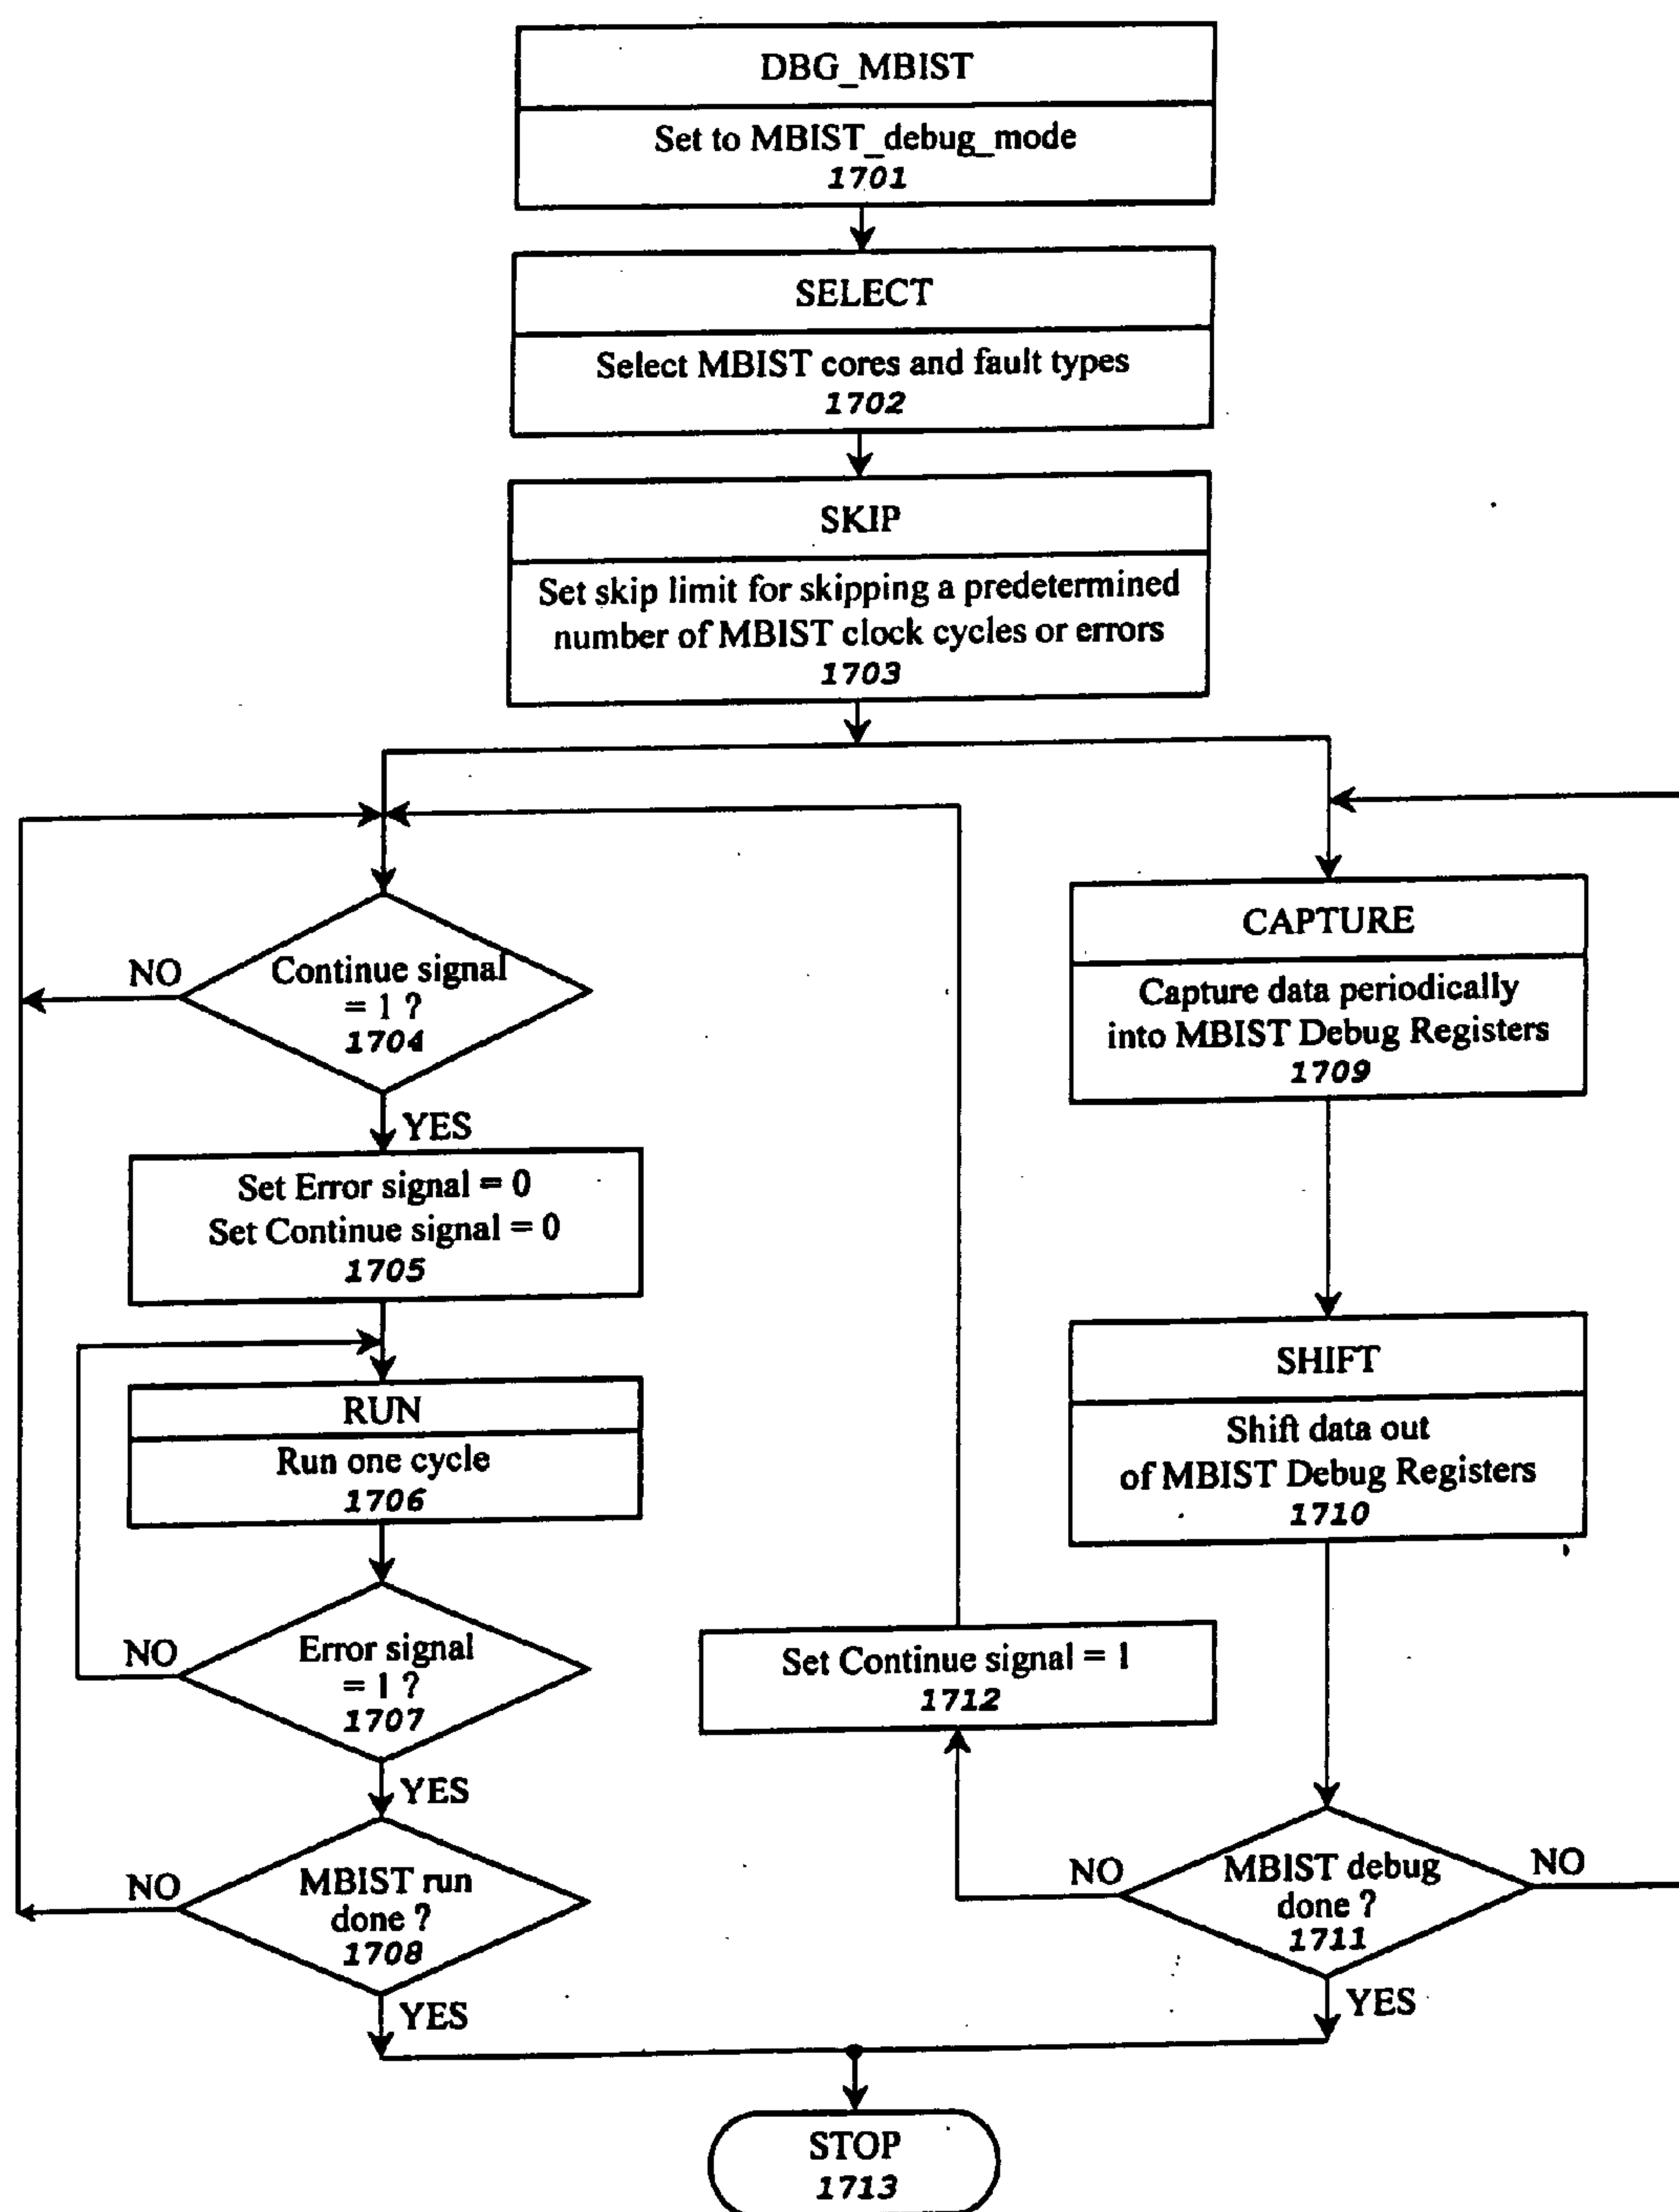 DBG_MBIST
Set to MBIST_debug_mode
1701
SELECT
Select MBIST cores and fault types
1702
SKIP
Set skip limit for skipping a predetermined
number of MBIST clock cycles or errors
1703
NO
Continue signal
= 1 ?
1704
YES
Set Error signal = 0
Set Continue signal = 0
1705
RUN
Run one cycle
1706
NO
Error signal
= 1 ?
1707
YES
NO
MBIST run
done ?
1708
YES
CAPTURE
Capture data periodically
into MBIST Debug Registers
1709
SHIFT
Shift data out
of MBIST Debug Registers
1710
Set Continue signal = 1
1712
NO
MBIST debug
done ?
1711
NO
YES
STOP
1713